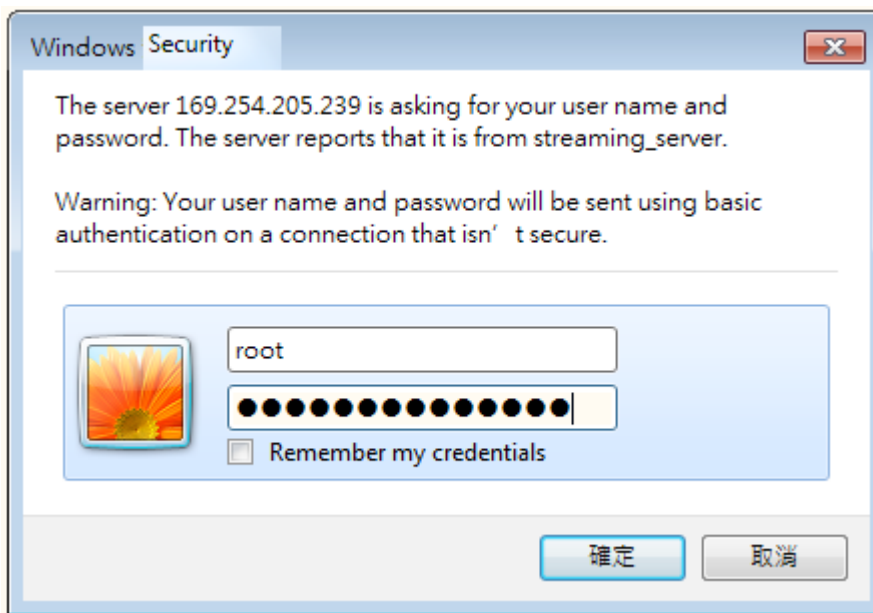 Windows Security
The server 169.254.205.239 is asking for your user name and
password. The server reports that it is from streaming_server.
Warning: Your user name and password will be sent using basic
authentication on a connection that isn’ t secure.
root
●●●●●●●●●●●●●●
Remember my credentials
確定
取消